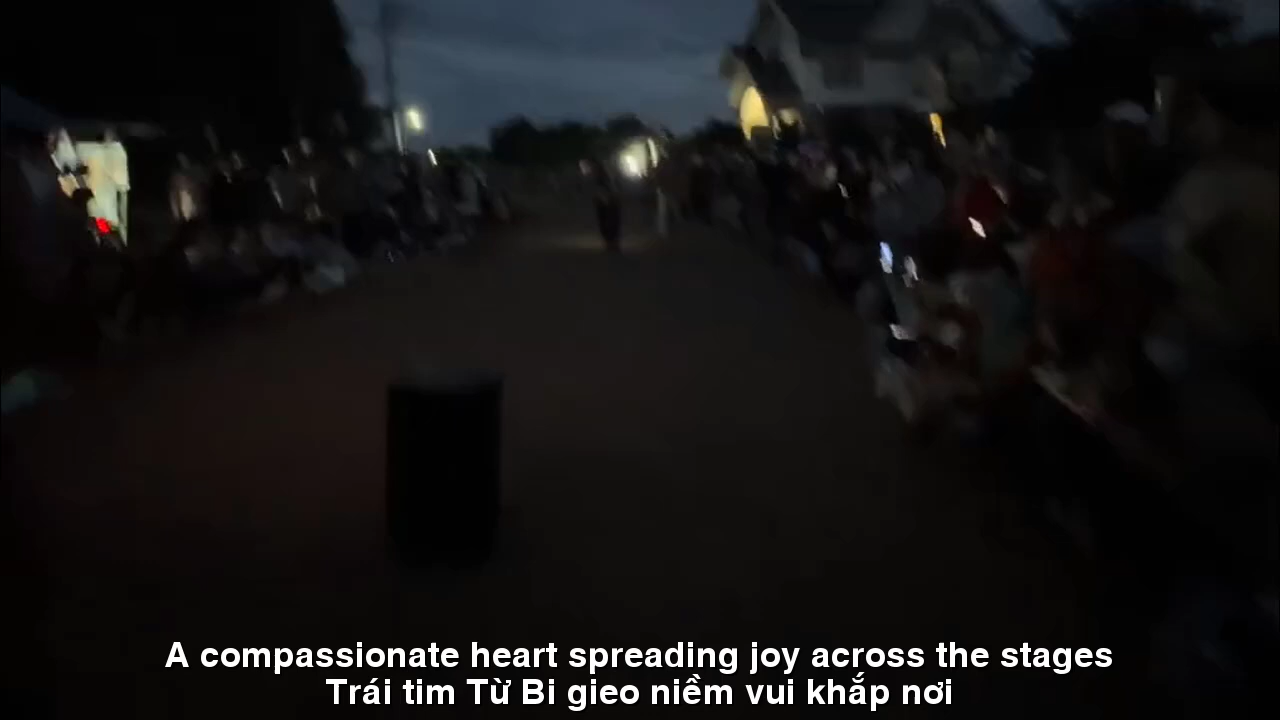 A compassionate heart spreading joy across the stages
Trái tim Từ Bi gieo niềm vui khắp nơi